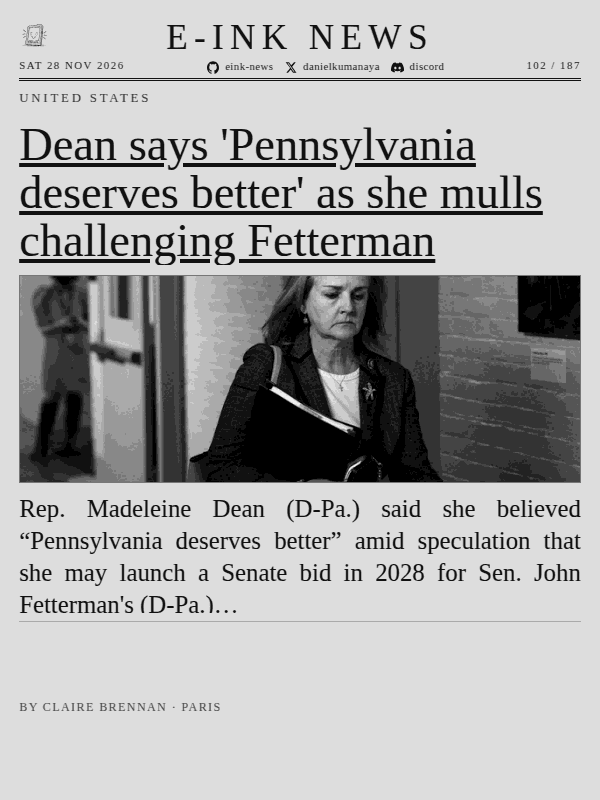 E-INK NEWS
SAT 28 NOV 2026
eink-news
danielkumanaya
discord
102 / 187
UNITED STATES
Dean says 'Pennsylvania
deserves better' as she mulls
challenging Fetterman
Rep. Madeleine Dean (D-Pa.) said she believed
“Pennsylvania deserves better” amid speculation that
she may launch a Senate bid in 2028 for Sen. John
Fetterman's (D-Pa.)…
BY CLAIRE BRENNAN · PARIS